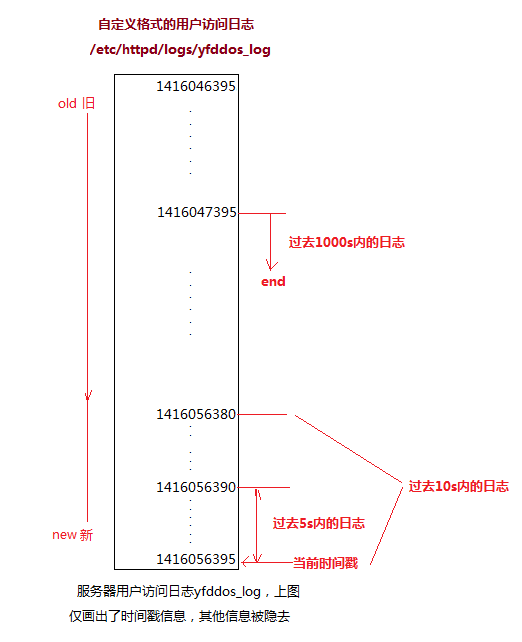 自定义格式的用户访问日志
/etc/httpd/logs/yfddos_log
1416046395
old 旧
1416047395
过去1000s内的日志
end
1416056380
过去10s内的日志
1416056390
过去5s内的日志
new 新
1416056395
当前时间戳
服务器用户访问日志yfddos_log，上图
仅画出了时间戳信息，其他信息被隐去